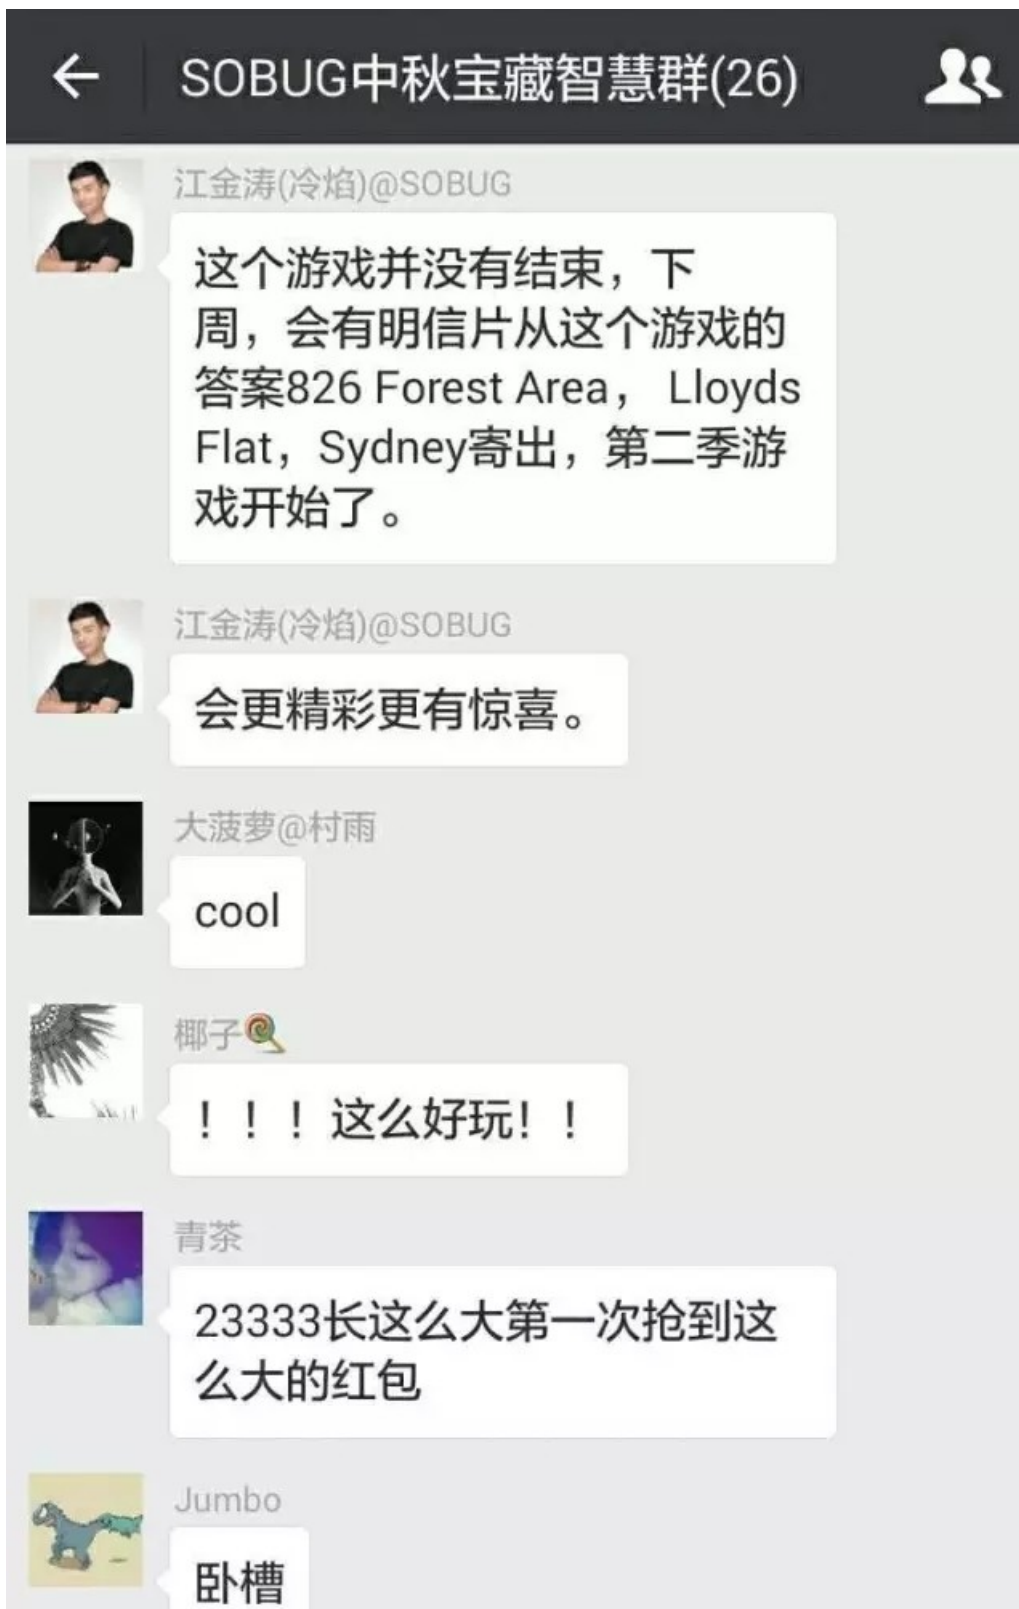 SOBUG中秋宝藏智慧群(26)
江金涛(冷焰)@SOBUG
这个游戏并没有结束，下
周，会有明信片从这个游戏的
答案826 Forest Area， Lloyds
Flat，Sydney寄出，第二季游
戏开始了。
江金涛(冷焰)@SOBUG
会更精彩更有惊喜。
大菠萝@村雨
cool
椰子🍭
！！！这么好玩！！
青茶
23333长这么大第一次抢到这
么大的红包
Jumbo
卧槽